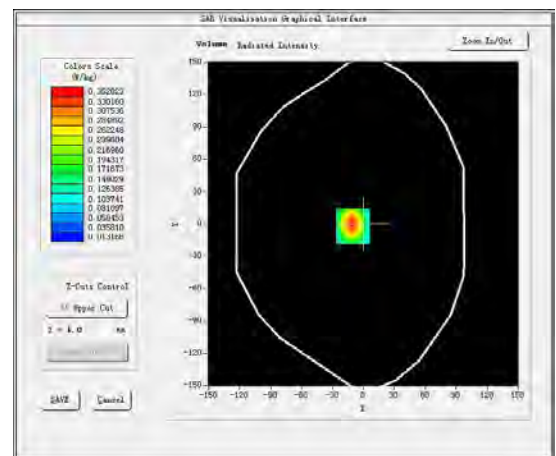 SAR Visualisation Graphical Interface
Volume Radiated Intensity
Zoom In/Out
Colors Scale
(W/kg)
0.330160
0.307536
0.284892
0.262248
0.239604
0.216960
0.194317
0.171673
0.149029
0.126385
0.103741
0.081097
0.058453
0.035810
150
120
90
60
30
0
-30
-60
-90
-120
-150
Y
-150 -120 -90 -60 -30 0 30 60 90 120 150
X
Z-Cuts Control
Upper Cut
mm
SAVE
Cancel